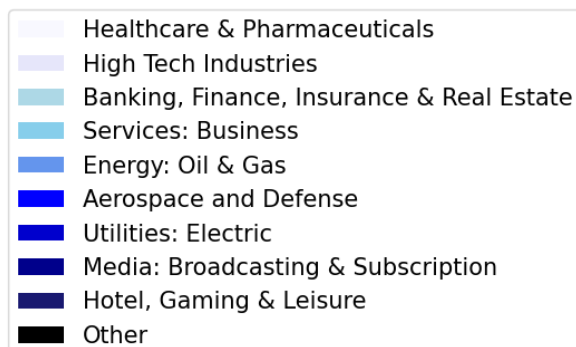 Healthcare & Pharmaceuticals
High Tech Industries
Banking, Finance, Insurance & Real Estate
Services: Business
Energy: Oil & Gas
Aerospace and Defense
Utilities: Electric
Media: Broadcasting & Subscription
Hotel, Gaming & Leisure
Other